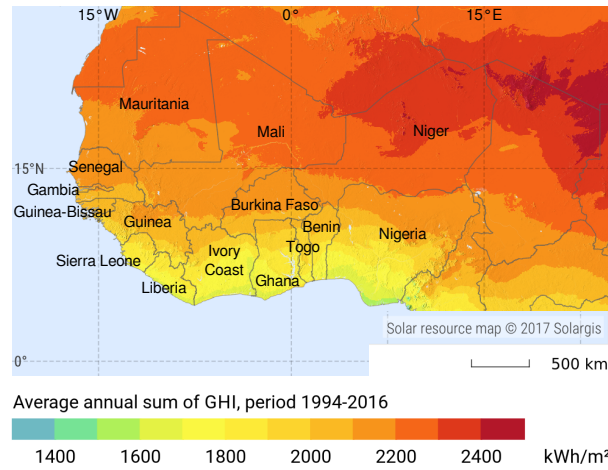 15°W 0° 15°E
Mauritania
Mali
Niger
15°N
Senegal
Gambia
Burkina Faso
Guinea-Bissau
Guinea
Benin
Nigeria
Togo
Ivory
Coast
Sierra Leone
Ghana
Liberia
Solar resource map © 2017 Solargis
0°
500 km
Average annual sum of GHI, period 1994-2016
1400 1600 1800 2000 2200 2400 kWh/m²